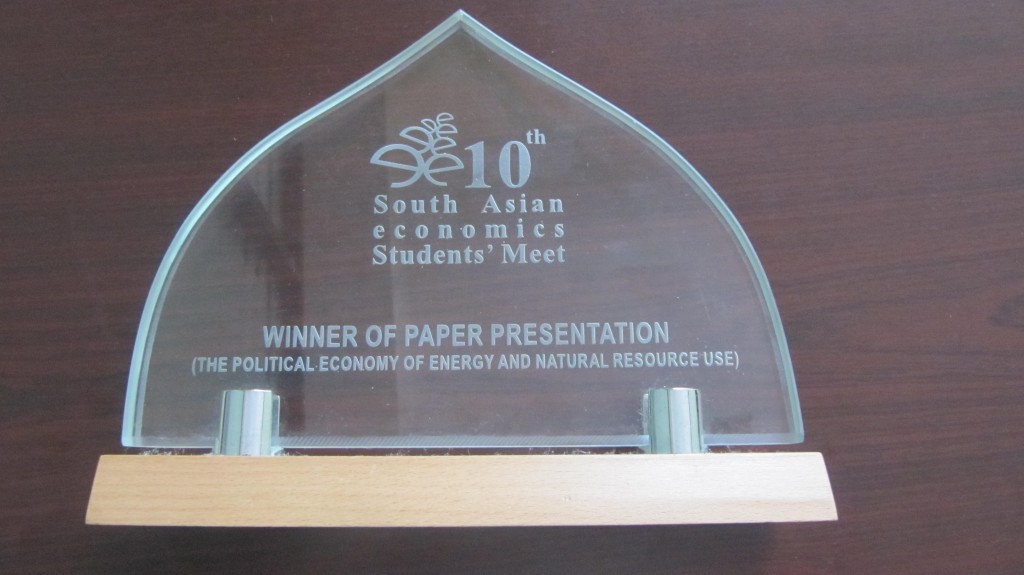 10th
South Asian
economics
Students' Meet
WINNER OF PAPER PRESENTATION
(THE POLITICAL ECONOMY OF ENERGY AND NATURAL RESOURCE USE)